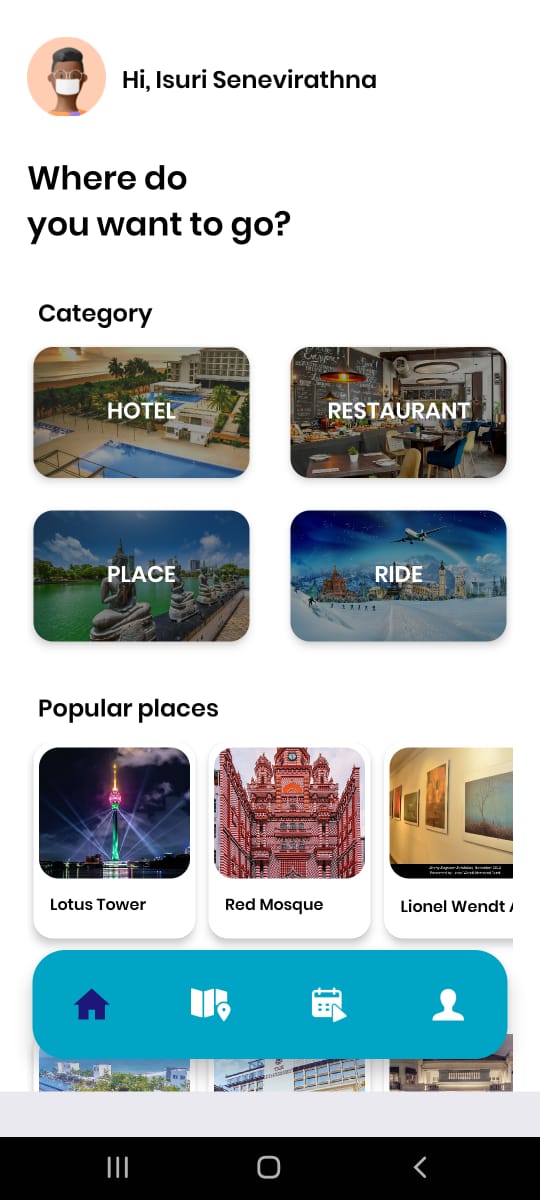 Hi, Isuri Senevirathna
Where do
you want to go?
Category
HOTEL
RESTAURANT
PLACE
RIDE
Popular places
Lotus Tower
Red Mosque
Lionel Wendt